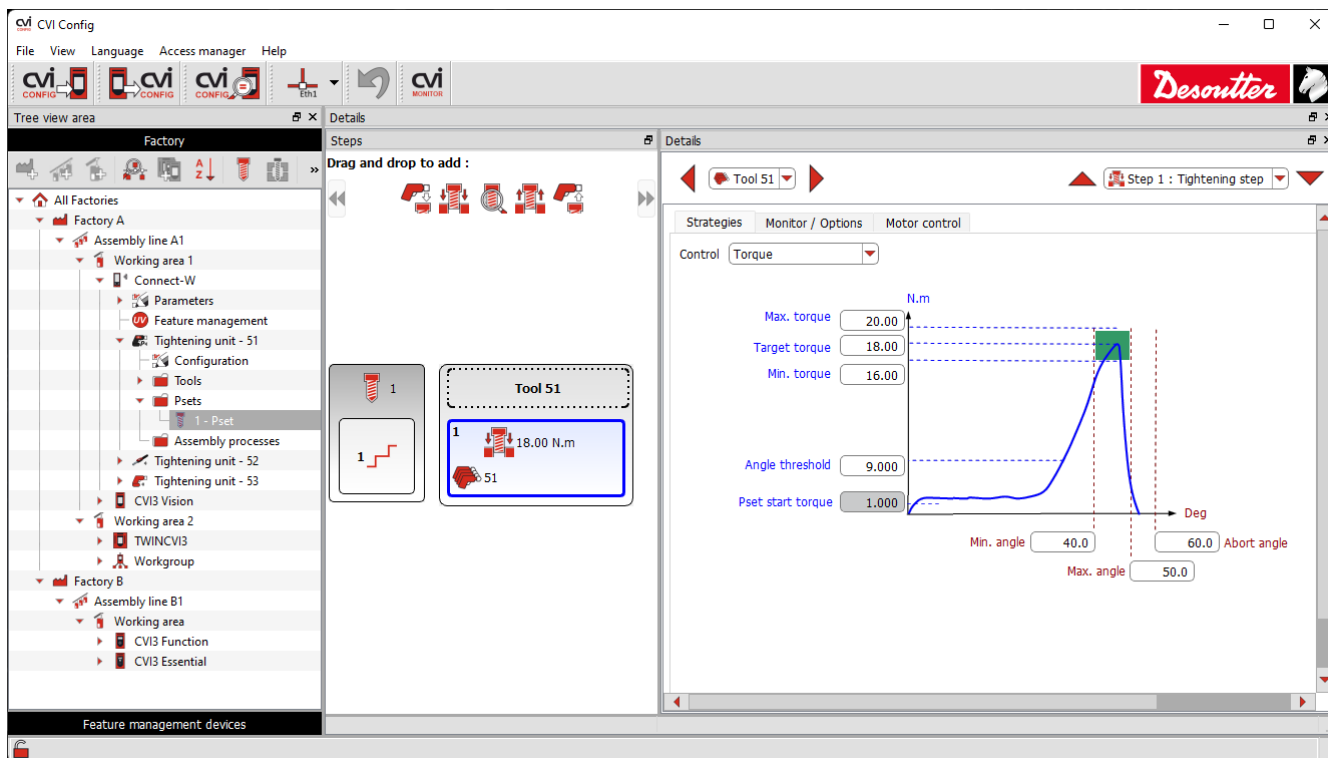 CVI Config
File View Language Access manager Help
CVI CONFIG
CVI CONFIG
CVI CONFIG
Eth1
CVI MONITOR
Desoutter
Tree view area
Details
Factory
Steps
Details
Drag and drop to add :
A
Z
»
Tool 51
Step 1 : Tightening step
All Factories
Factory A
Assembly line A1
Working area 1
Connect-W
Parameters
UV Feature management
Tightening unit - 51
Configuration
Tools
Psets
1 - Pset
Assembly processes
Tightening unit - 52
Tightening unit - 53
CVI3 Vision
Working area 2
TWINCVI3
Workgroup
Factory B
Assembly line B1
Working area
CVI3 Function
CVI3 Essential
Feature management devices
1
1
Tool 51
1
18.00 N.m
51
Strategies Monitor / Options Motor control
Control Torque
N.m
Max. torque 20.00
Target torque 18.00
Min. torque 16.00
Angle threshold 9.000
Pset start torque 1.000
Deg
Min. angle 40.0
60.0 Abort angle
Max. angle 50.0